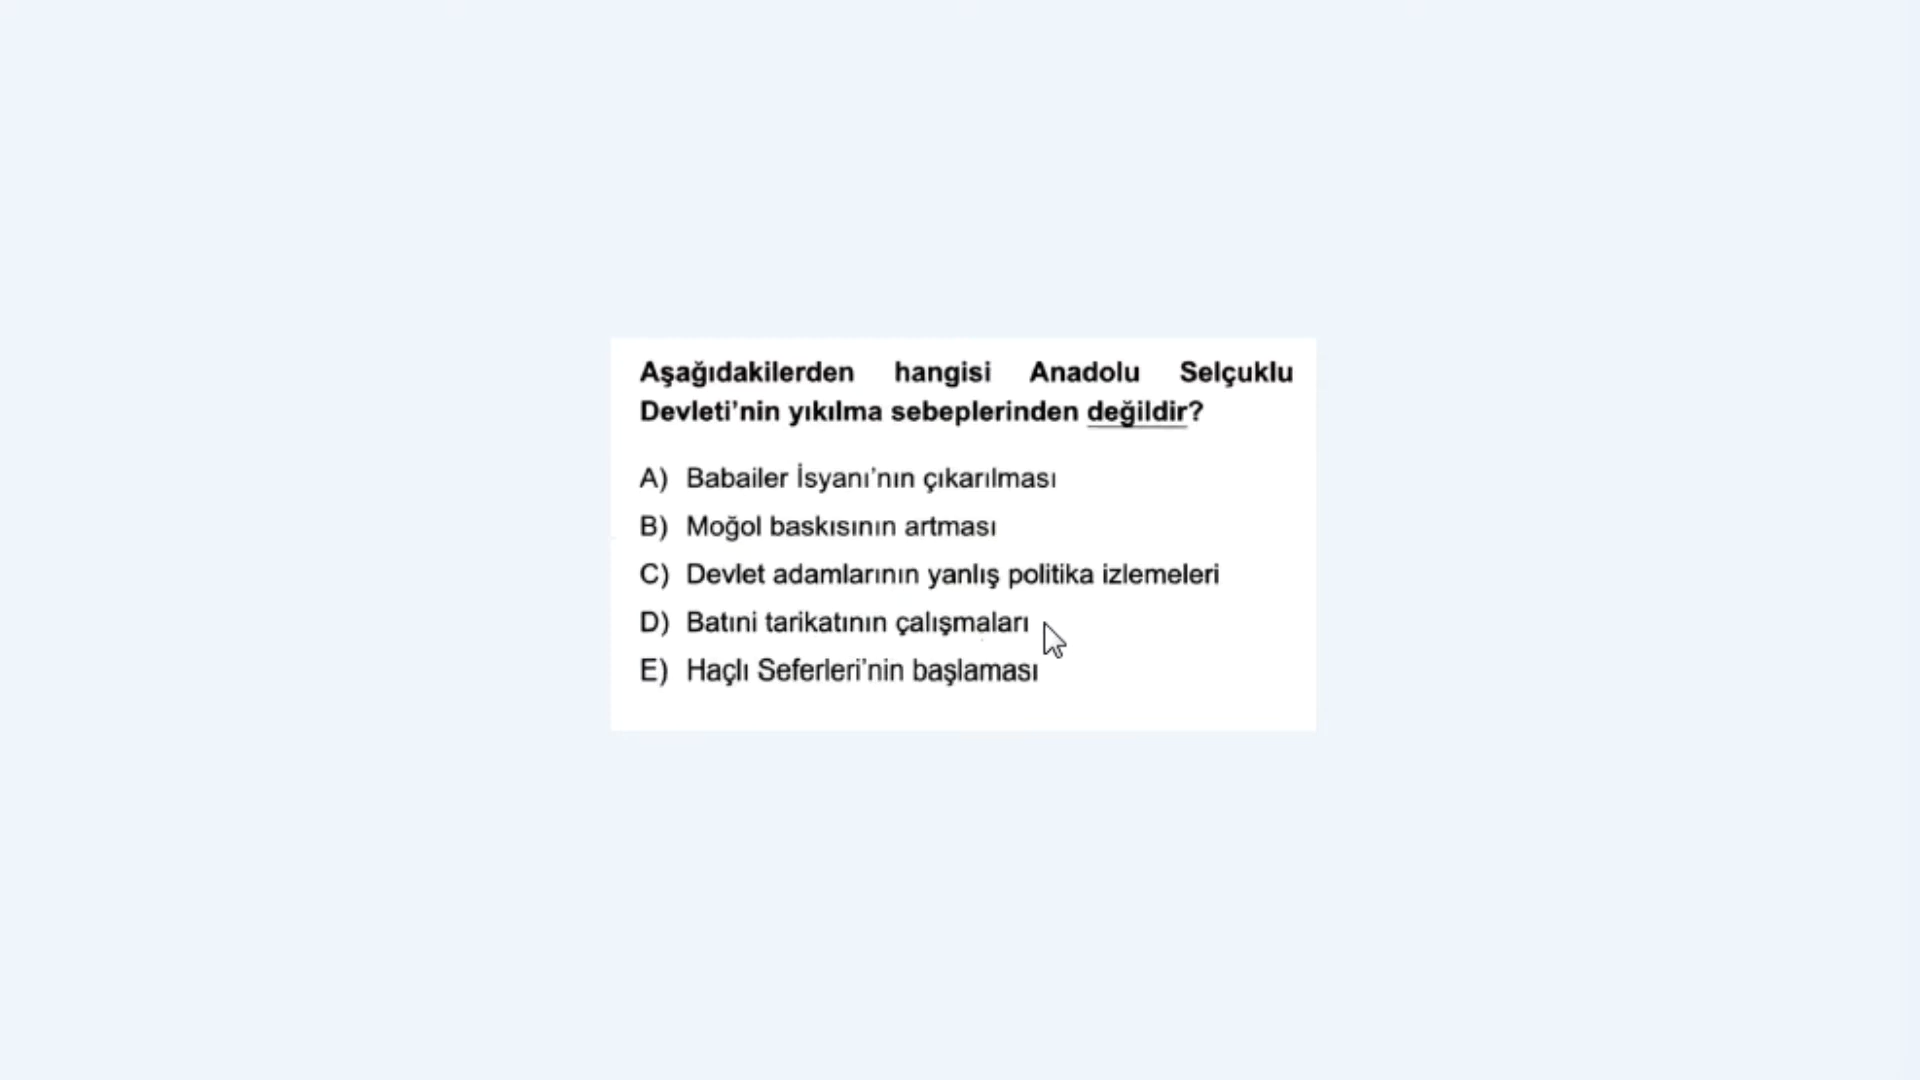 Aşağıdakilerden hangisi Anadolu Selçuklu
Devleti’nin yıkılma sebeplerinden değildir?
A) Babailer İsyanı’nın çıkarılması
B) Moğol baskısının artması
C) Devlet adamlarının yanlış politika izlemeleri
D) Batıni tarikatının çalışmaları
E) Haçlı Seferleri’nin başlaması